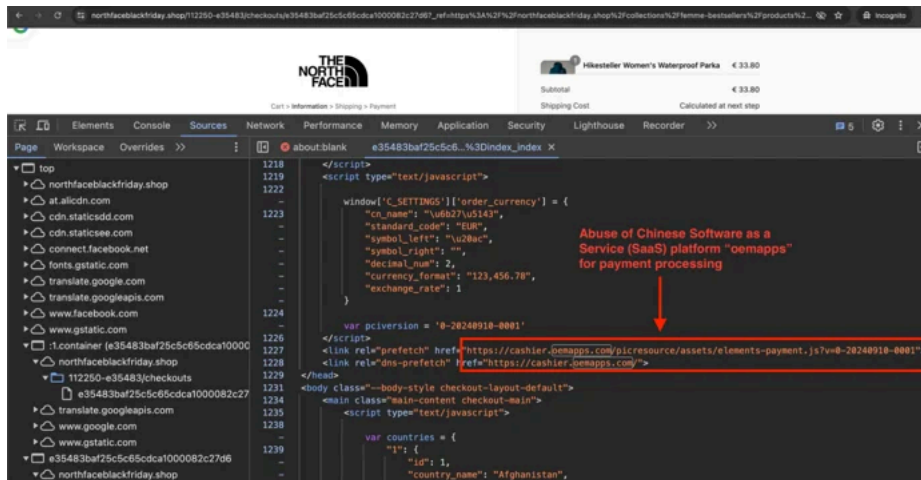 northfaceblackfriday.shop/112250-e35483/checkouts/e35483baf25c5c65cdca1000082c27d6?_ref=https%3A%2F%2Fnorthfaceblackfriday.shop%2Fcollections%2Ffemme-bestsellers%2Fproducts%2... Incognito
THE
NORTH
FACE
Cart > Information > Shipping > Payment
1
Hikesteller Women's Waterproof Parka € 33.80
Subtotal € 33.80
Shipping Cost Calculated at next step
Elements Console Sources Network Performance Memory Application Security Lighthouse Recorder >> 5
Page Workspace Overrides >> about:blank e35483baf25c5c6...%3Dindex_index ×
top
northfaceblackfriday.shop
at.alicdn.com
cdn.staticsdd.com
cdn.staticsee.com
connect.facebook.net
fonts.gstatic.com
translate.google.com
translate.googleapis.com
www.facebook.com
www.gstatic.com
:1.container (e35483baf25c5c65cdca10000
northfaceblackfriday.shop
112250-e35483/checkouts
e35483baf25c5c65cdca1000082c27
translate.googleapis.com
www.google.com
www.gstatic.com
e35483baf25c5c65cdca1000082c27d6
northfaceblackfriday.shop
1218 </script>
1219 <script type="text/javascript">
1222
– window['C_SETTINGS']['order_currency'] = {
1223 "cn_name": "\u6b27\u5143",
– "standard_code": "EUR",
– "symbol_left": "\u20ac",
– "symbol_right": "",
– "decimal_num": 2,
– "currency_format": "123,456.78",
– "exchange_rate": 1
– }
1224
– var pciversion = '0-20240910-0001'
1226 </script>
1227 <link rel="prefetch" href="https://cashier.oemapps.com/picresource/assets/elements-payment.js?v=0-20240910-0001"
1228 <link rel="dns-prefetch" href="https://cashier.oemapps.com/">
1229 </head>
1231 <body class="--body-style checkout-layout-default">
1234 <main class="main-content checkout-main">
1235 <script type="text/javascript">
1238
– var countries = {
1239 "1": {
– "id": 1,
– "country_name": "Afghanistan",
Abuse of Chinese Software as a
Service (SaaS) platform "oemapps"
for payment processing